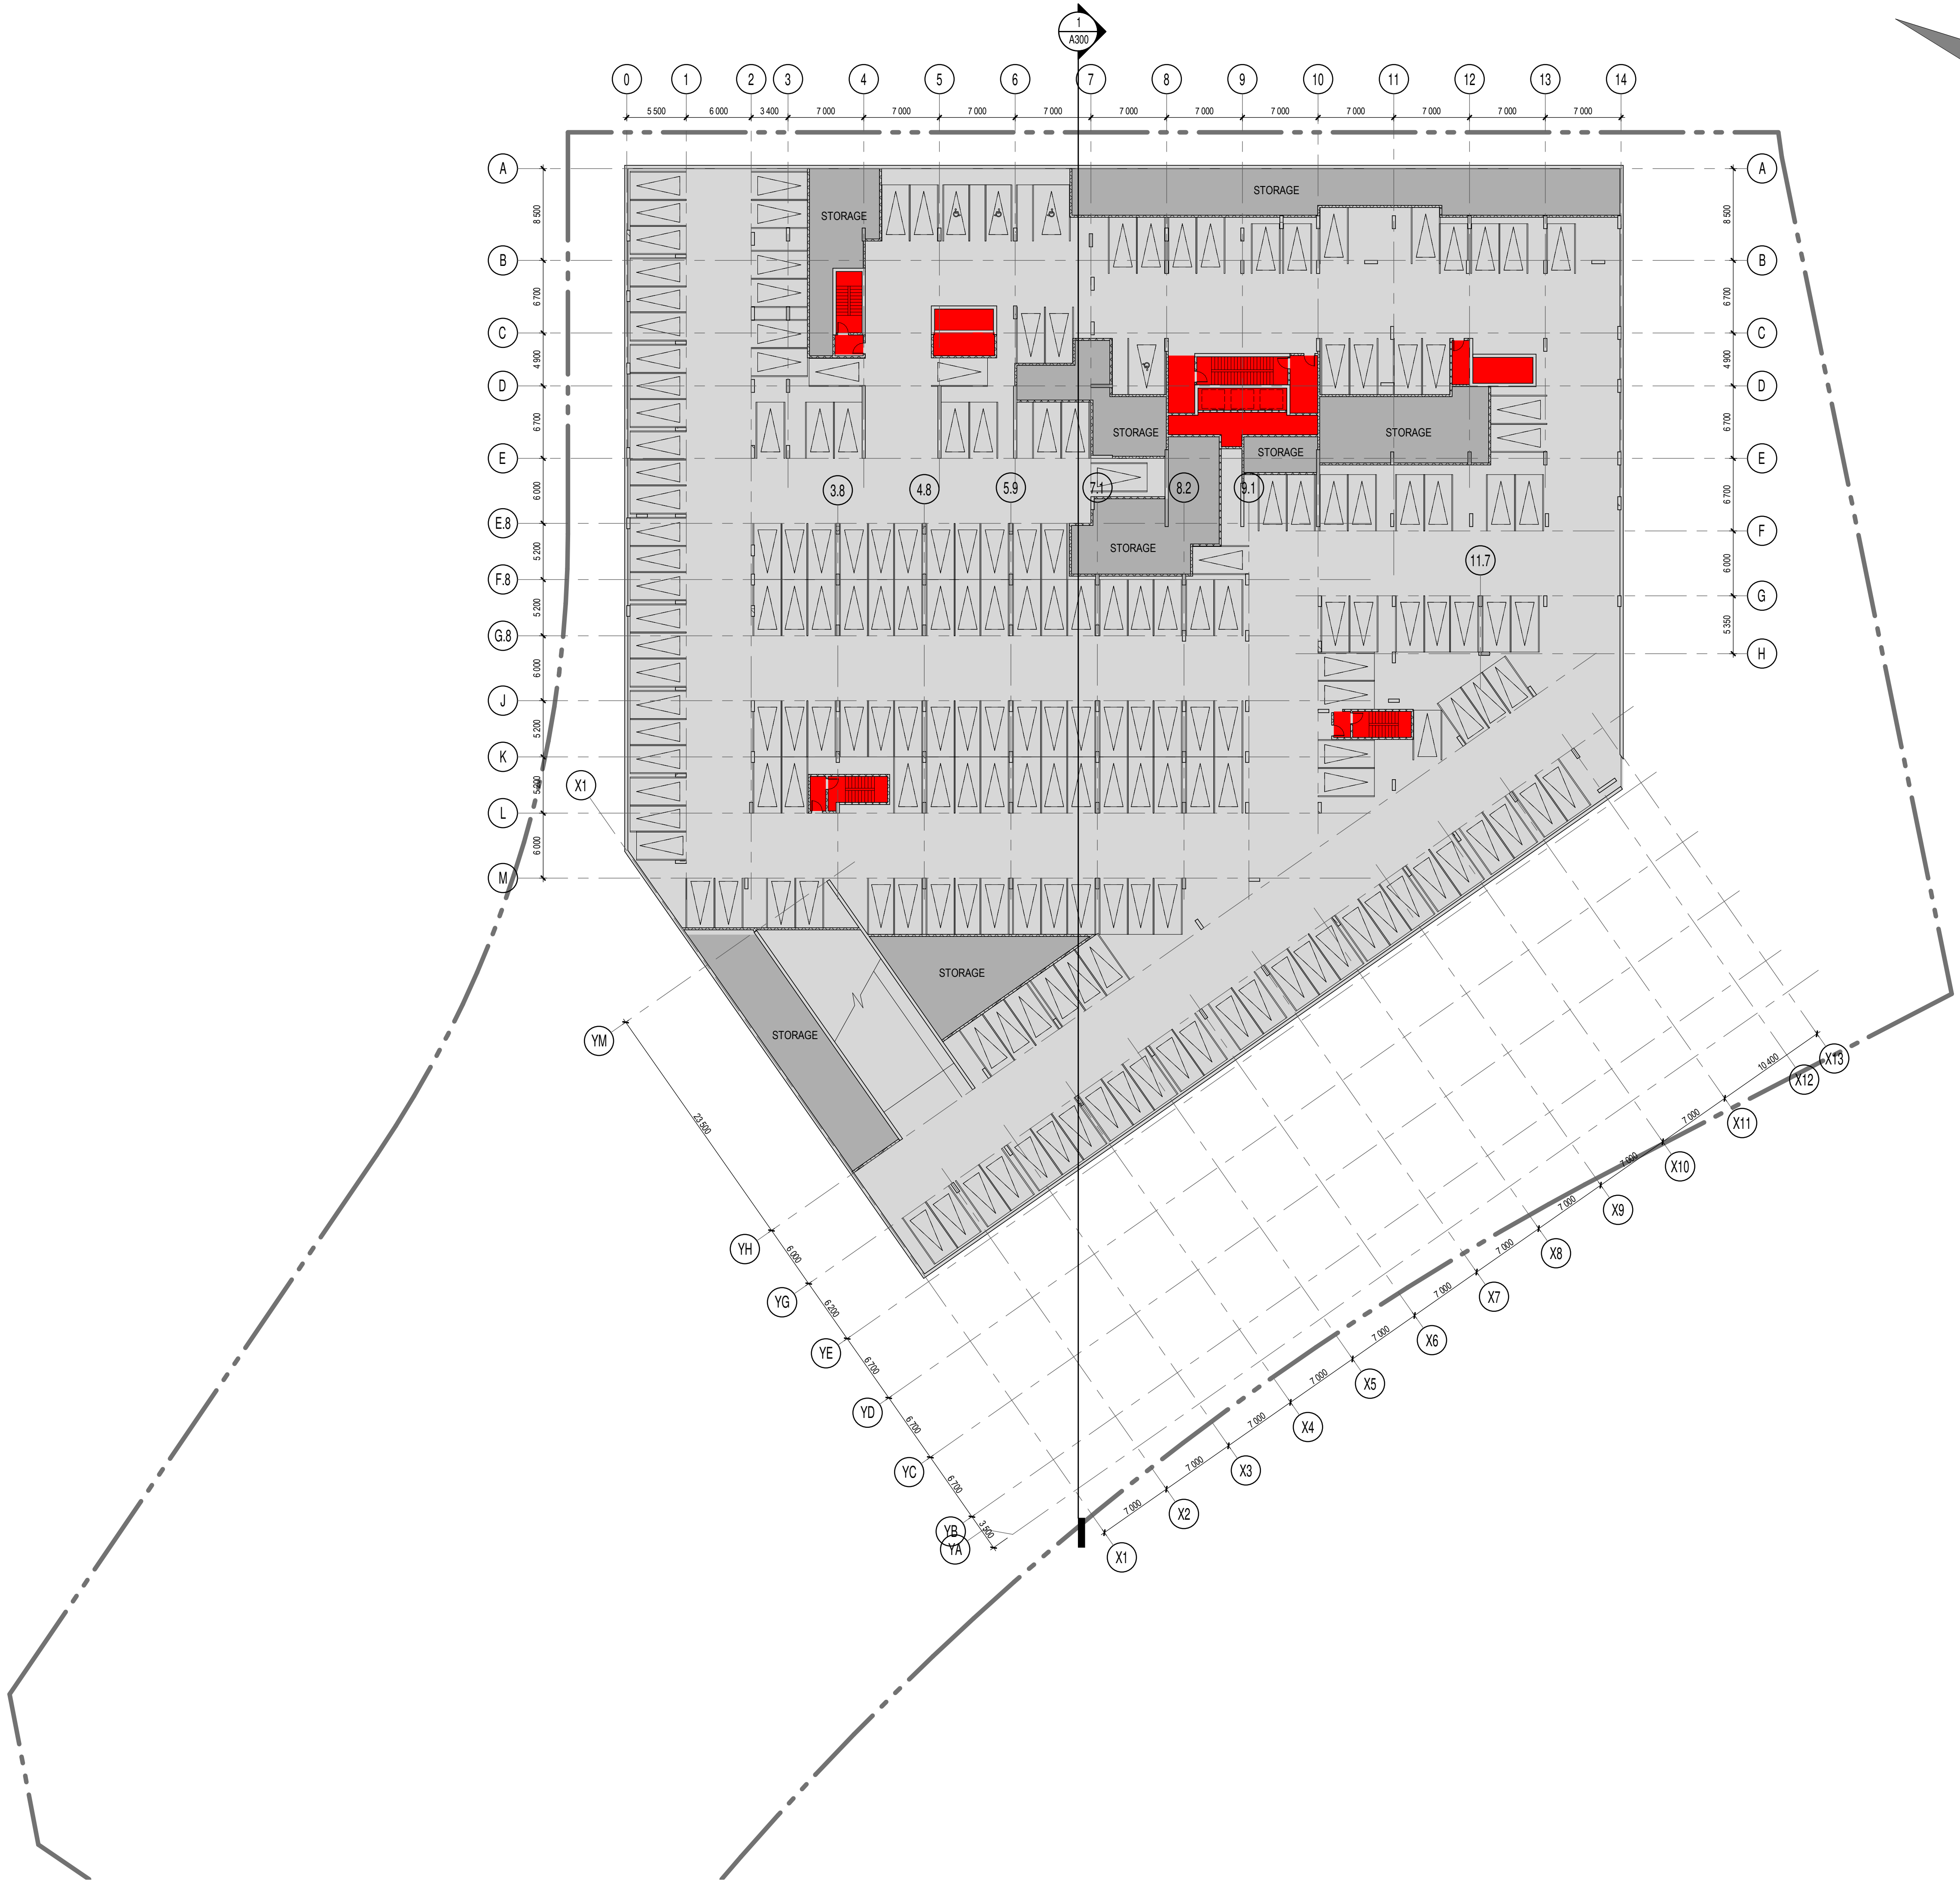 1
A300
0 1 2 3 4 5 6 7 8 9 10 11 12 13 14
5 500 6 000 3 400 7 000 7 000 7 000 7 000 7 000 7 000 7 000 7 000 7 000 7 000 7 000
A A
8 500 STORAGE STORAGE 8 500
B B
6 700 6 700
C C
4 900 4 900
D D
6 700 STORAGE STORAGE STORAGE 6 700
E E
3.8 4.8 5.9 7.1 8.2 9.1
6 000 6 700
E.8 F
5 200 STORAGE 11.7 6 000
F.8 G
5 200 5 350
G.8 H
6 000
J
5 200
K
X1
5 200
L
6 000
M
STORAGE
STORAGE
YM
23 500
YH
6 000
YG
6 200
YE
6 700
YD
6 700
YC
6 700
YB
3 500
YA
10 400 X13
X12
7 000 X11
7 000 X10
7 000 X9
7 000 X8
7 000 X7
7 000 X6
7 000 X5
7 000 X4
7 000 X3
7 000 X2
X1